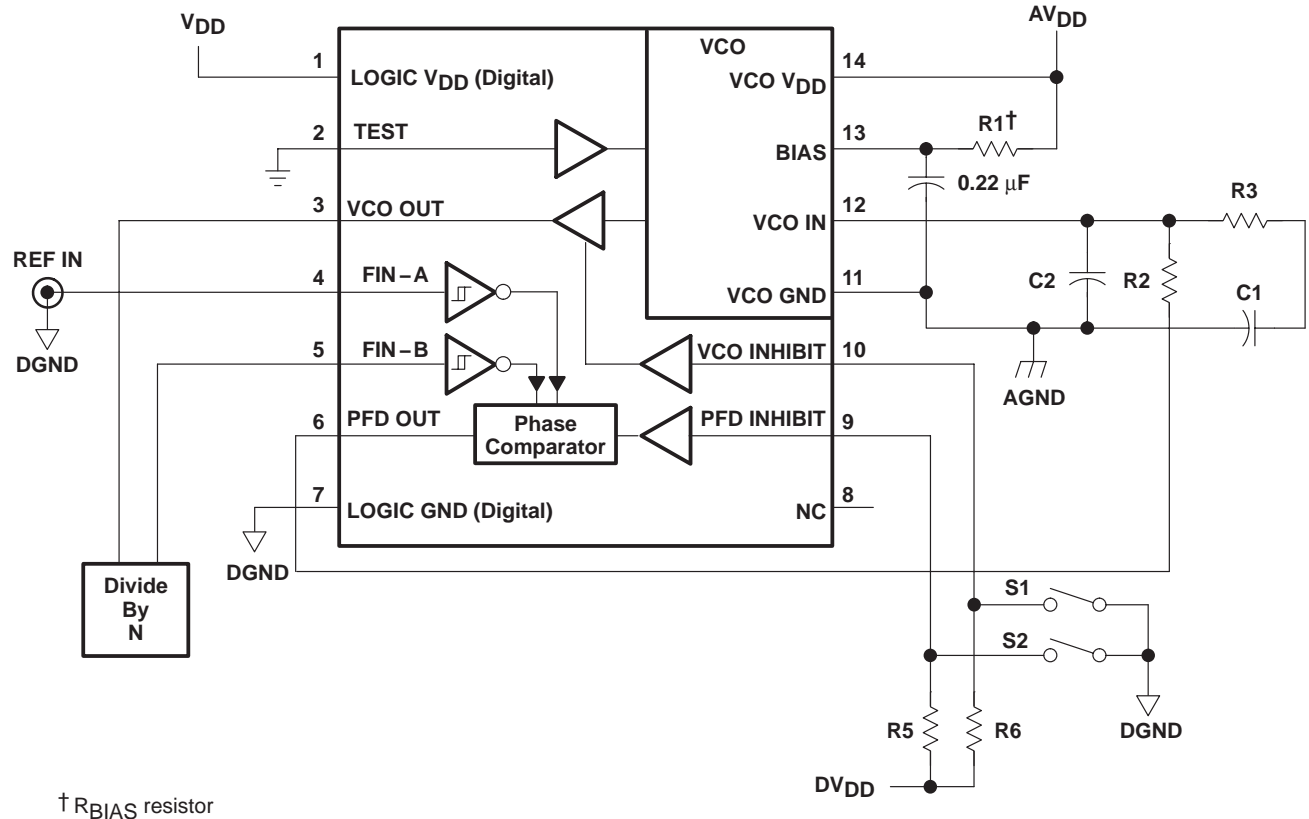 VDD
AVDD
VCO
1
LOGIC VDD (Digital)
VCO VDD
14
2
TEST
BIAS
13
R1†
0.22 μF
3
VCO OUT
VCO IN
12
R3
REF IN
4
FIN–A
VCO GND
11
C2
R2
C1
DGND
5
FIN–B
VCO INHIBIT
10
AGND
6
PFD OUT
Phase
Comparator
PFD INHIBIT
9
7
LOGIC GND (Digital)
NC
8
DGND
Divide
By
N
S1
S2
R5
R6
DGND
DVDD
† RBIAS resistor